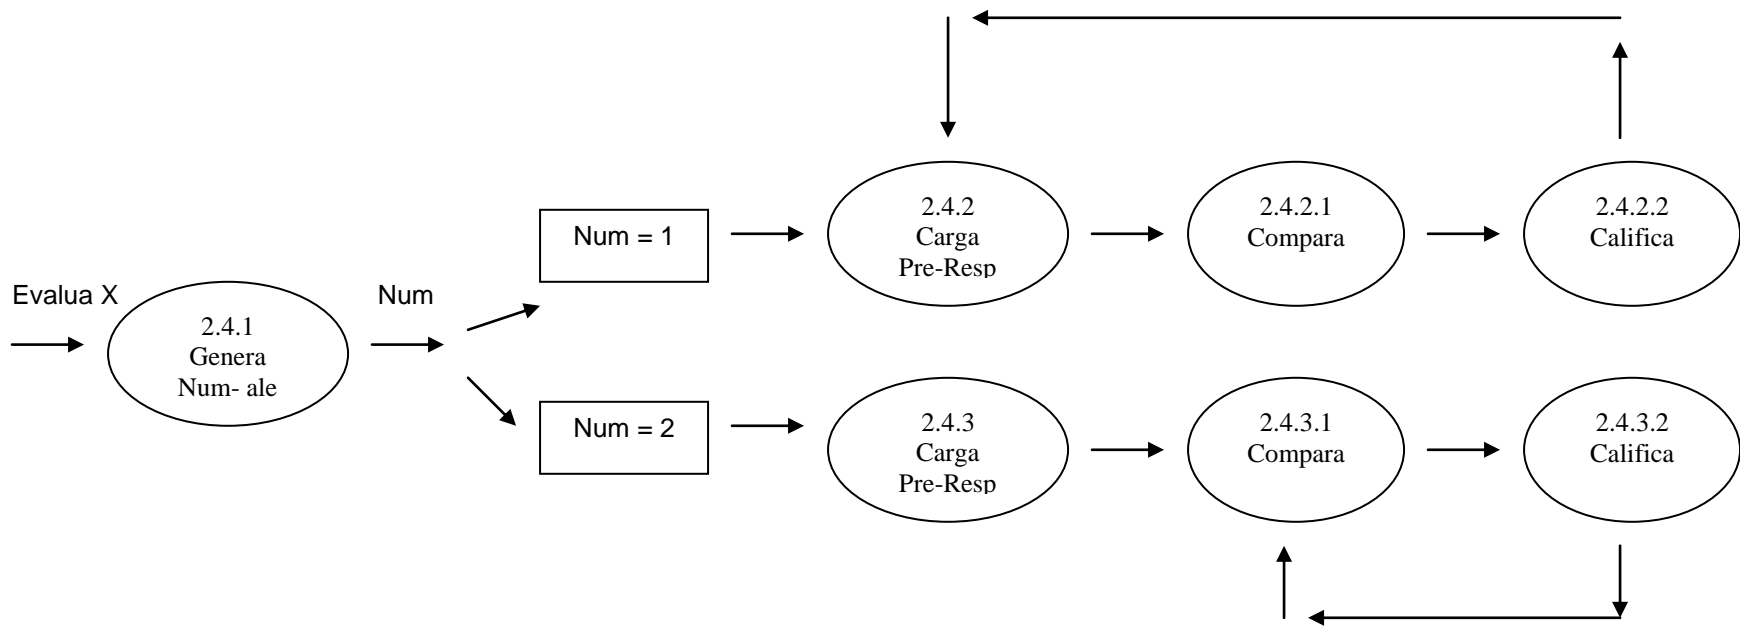 Evalua X
2.4.1
Genera
Num- ale
Num
Num = 1
2.4.2
Carga
Pre-Resp
2.4.2.1
Compara
2.4.2.2
Califica
Num = 2
2.4.3
Carga
Pre-Resp
2.4.3.1
Compara
2.4.3.2
Califica